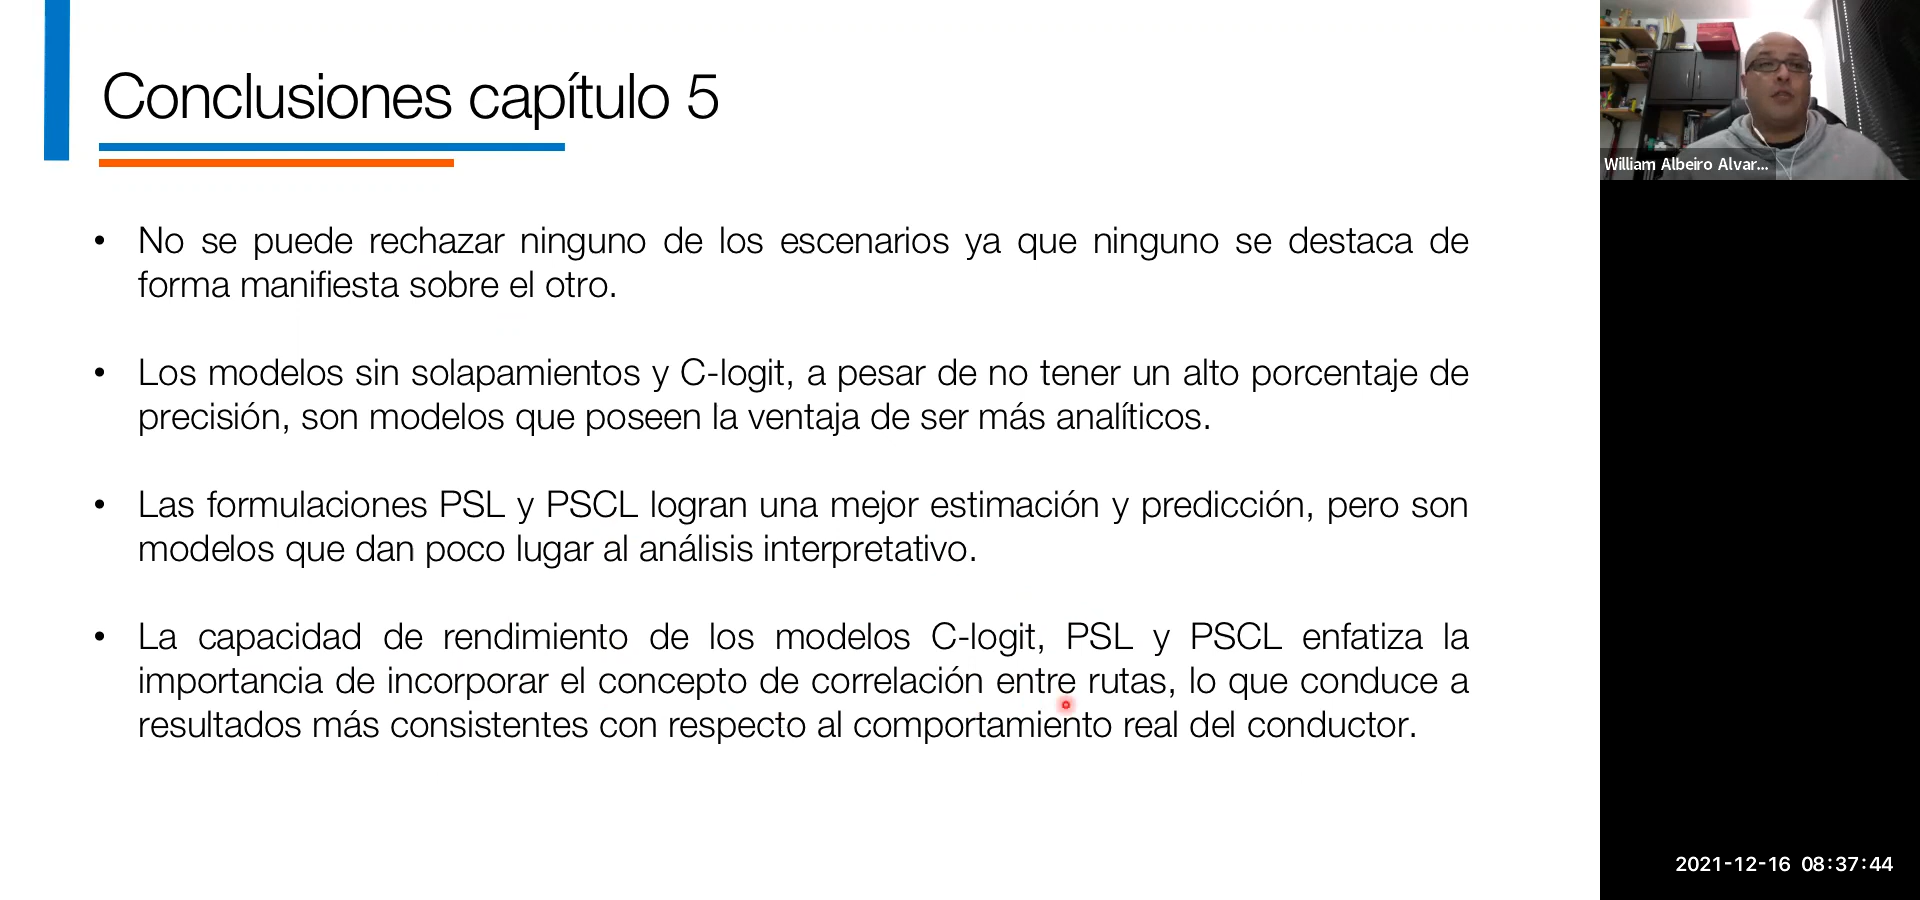 Conclusiones capítulo 5
• No se puede rechazar ninguno de los escenarios ya que ninguno se destaca de
forma manifiesta sobre el otro.
• Los modelos sin solapamientos y C-logit, a pesar de no tener un alto porcentaje de
precisión, son modelos que poseen la ventaja de ser más analíticos.
• Las formulaciones PSL y PSCL logran una mejor estimación y predicción, pero son
modelos que dan poco lugar al análisis interpretativo.
• La capacidad de rendimiento de los modelos C-logit, PSL y PSCL enfatiza la
importancia de incorporar el concepto de correlación entre rutas, lo que conduce a
resultados más consistentes con respecto al comportamiento real del conductor.
William Albeiro Alvar...
2021-12-16 08:37:44